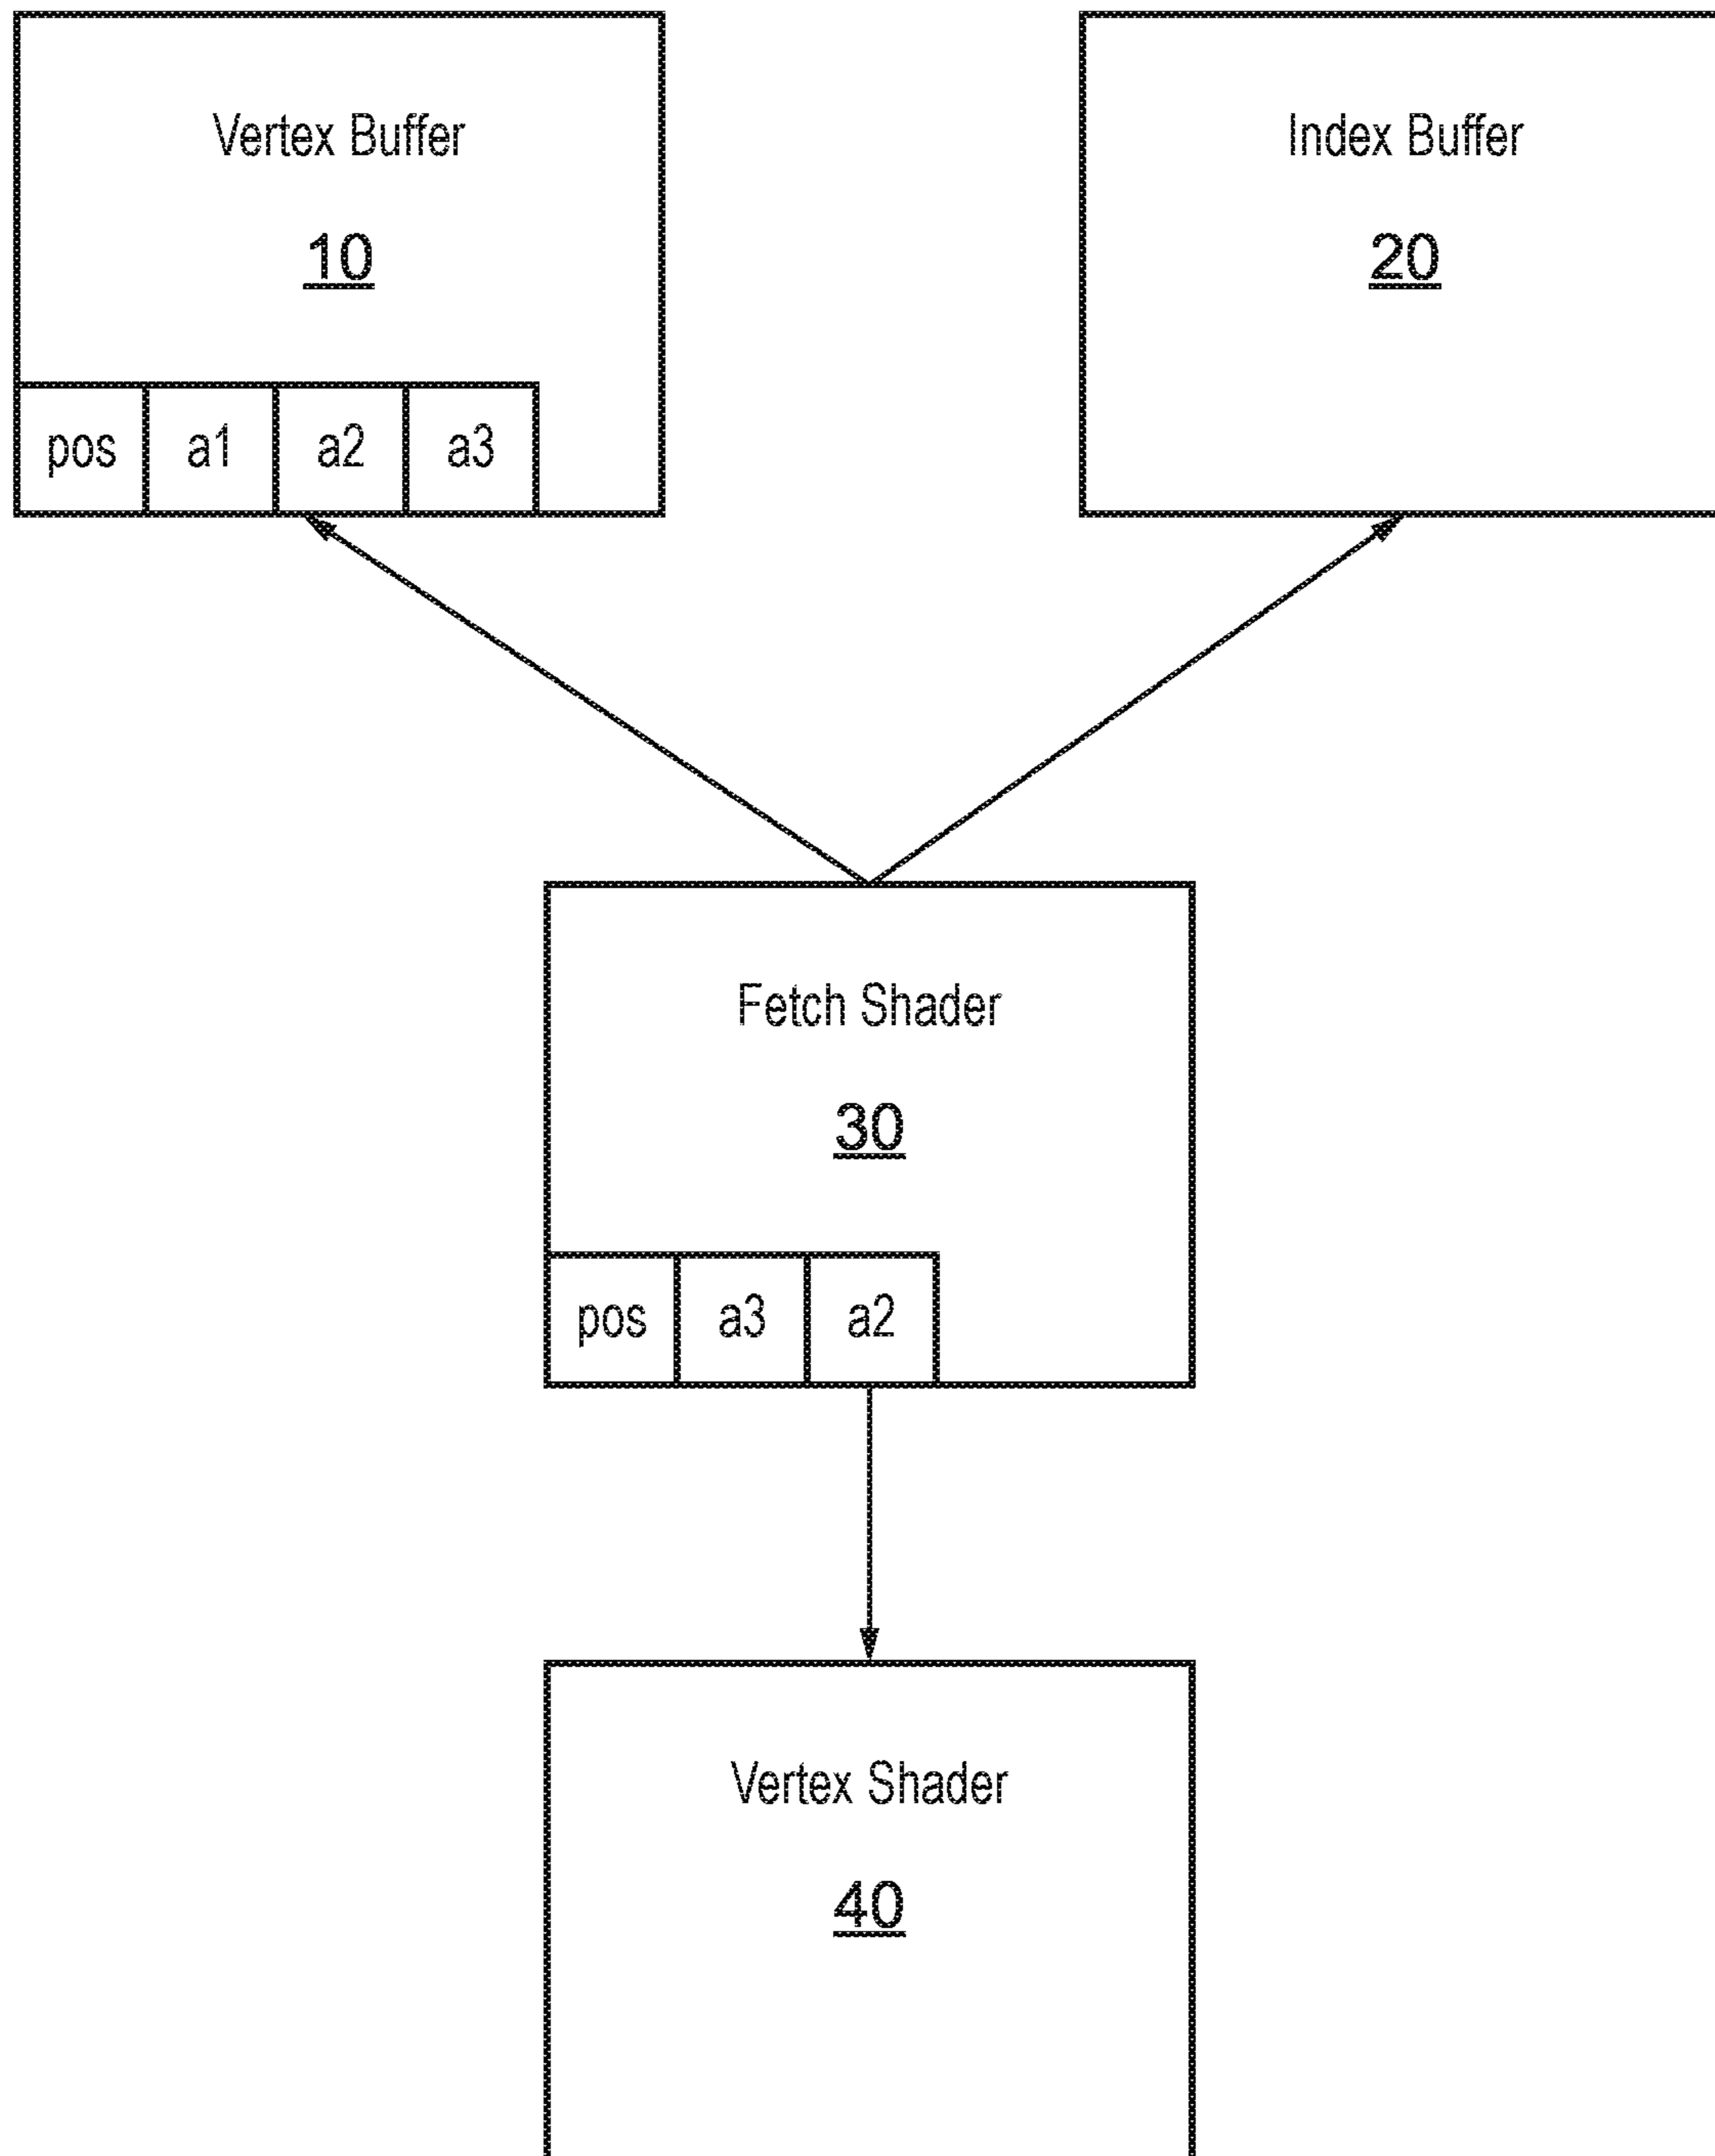 Vertex Buffer
10
pos a1 a2 a3
Index Buffer
20
Fetch Shader
30
pos a3 a2
Vertex Shader
40